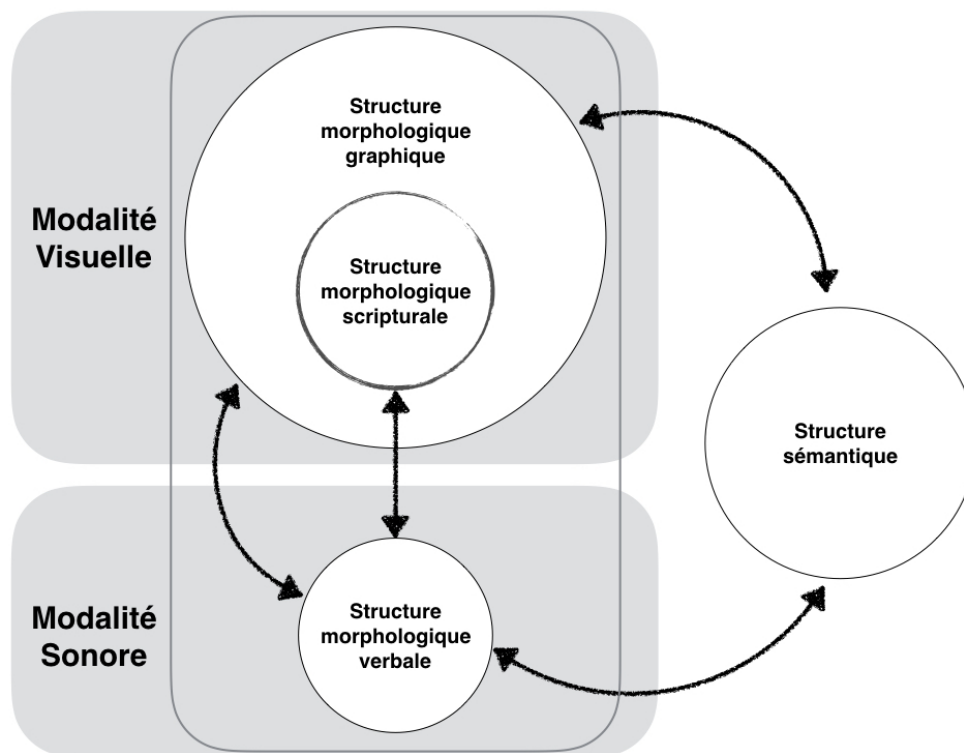 Structure
morphologique
graphique
Modalité
Visuelle
Structure
morphologique
scripturale
Structure
sémantique
Modalité
Sonore
Structure
morphologique
verbale